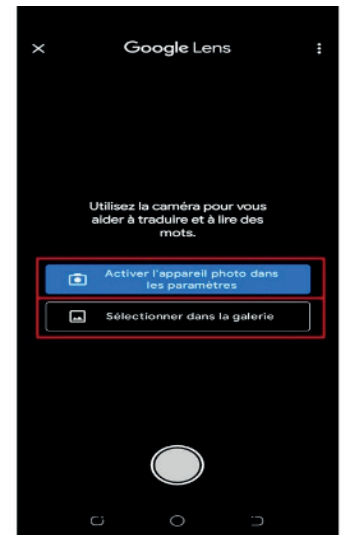 Google Lens
Utilisez la caméra pour vous
aider à traduire et à lire des
mots.
Activer l'appareil photo dans
les paramètres
Sélectionner dans la galerie